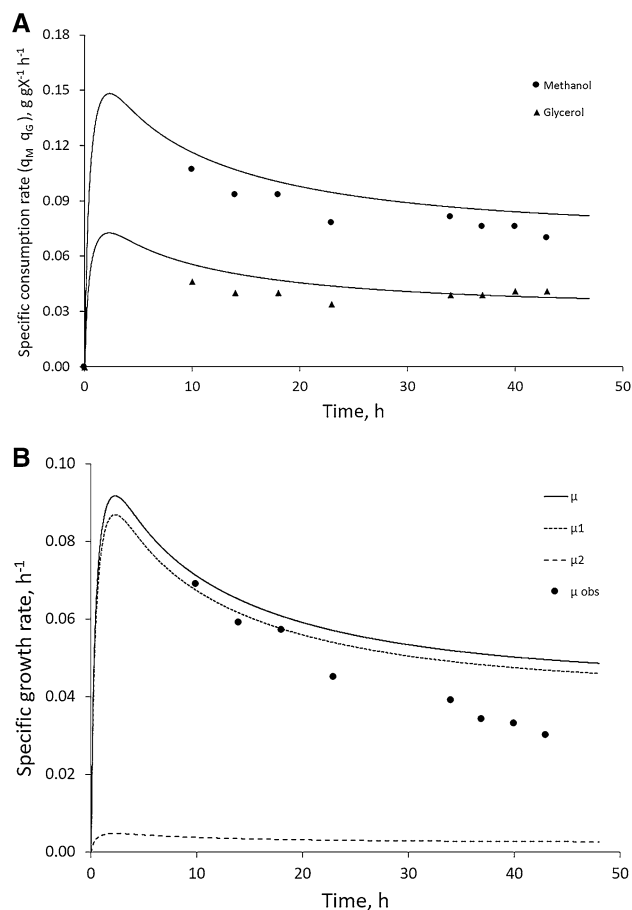 A
Specific consumption rate (qM qG), g gX-1 h-1
0.18
0.15
0.12
0.09
0.06
0.03
0.00
0
10
20
30
40
50
Time, h
Methanol
Glycerol
B
Specific growth rate, h-1
0.10
0.08
0.06
0.04
0.02
0.00
0
10
20
30
40
50
Time, h
μ
μ1
μ2
μ obs